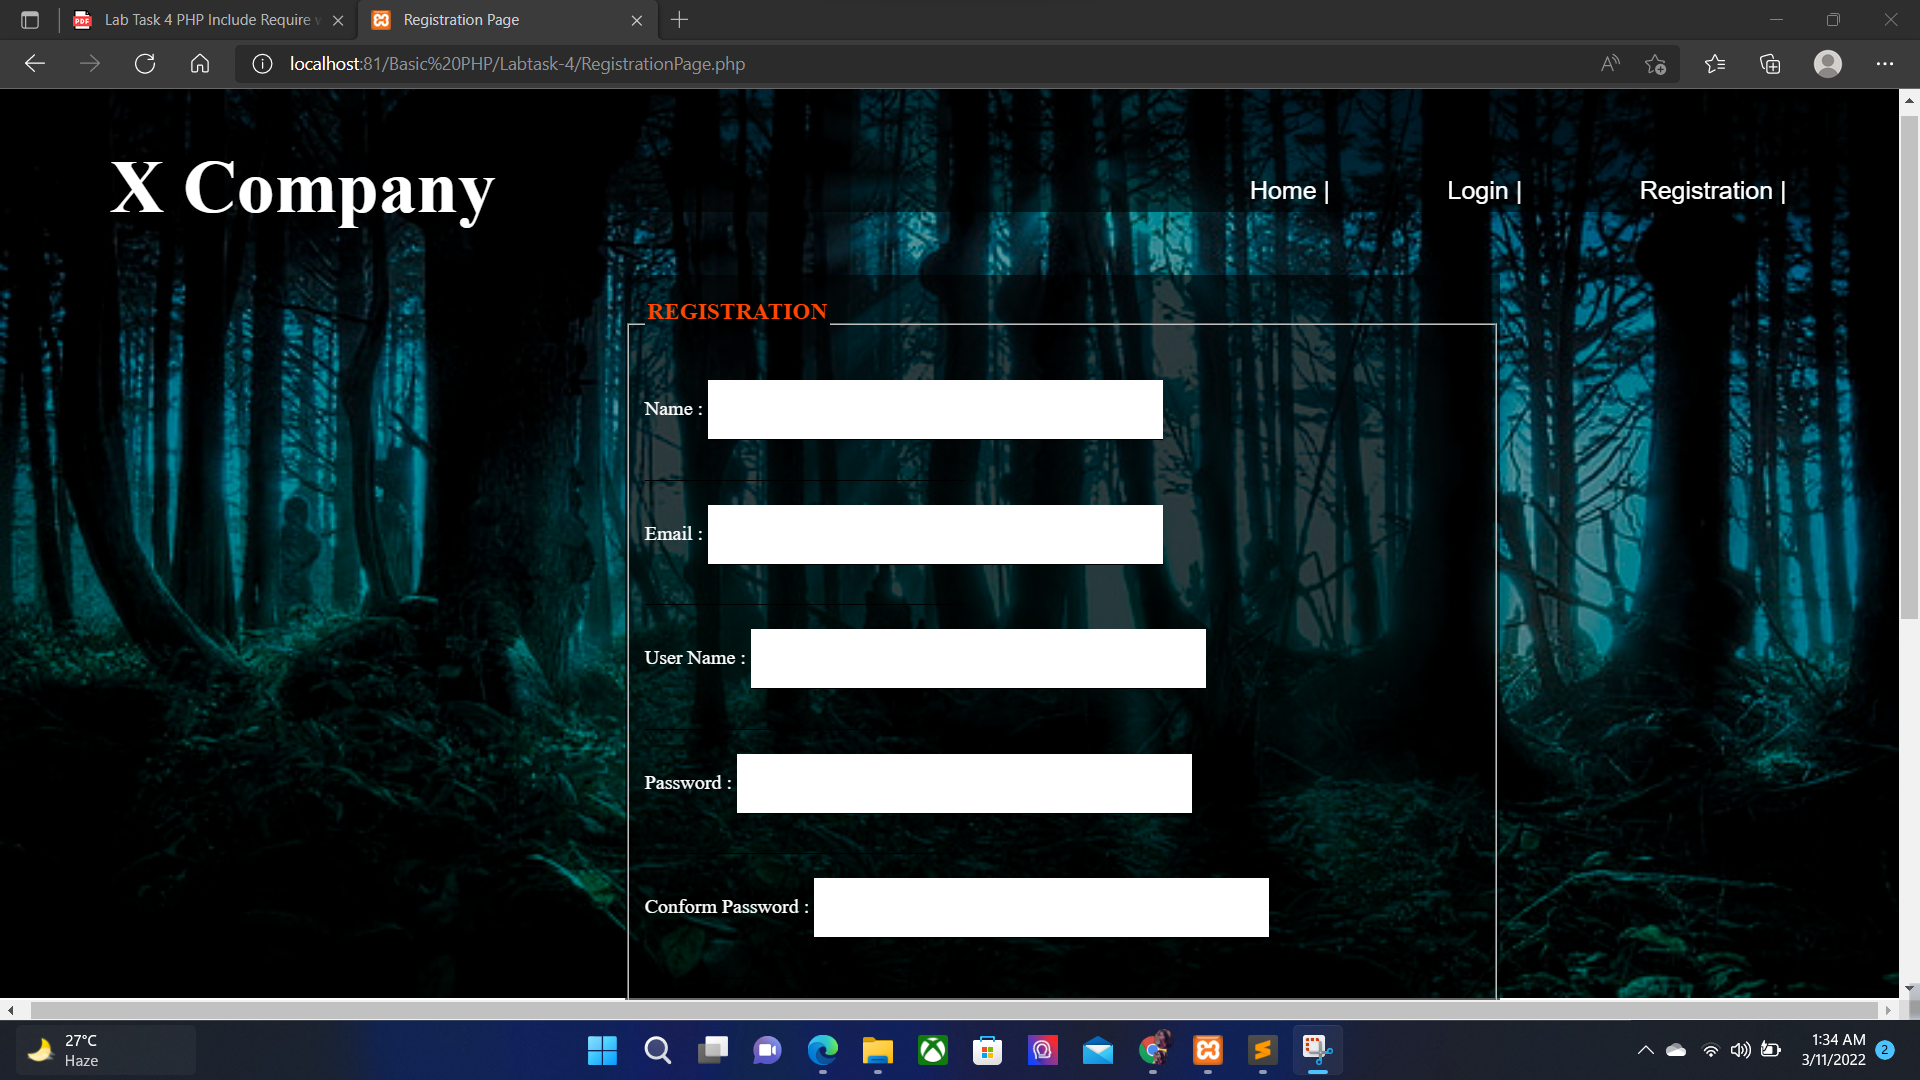 Lab Task 4 PHP Include Require
Registration Page
localhost:81/Basic%20PHP/Labtask-4/RegistrationPage.php
X Company
Home |
Login |
Registration |
REGISTRATION
Name :
Email :
User Name :
Password :
Conform Password :
27°C
Haze
1:34 AM
3/11/2022
2